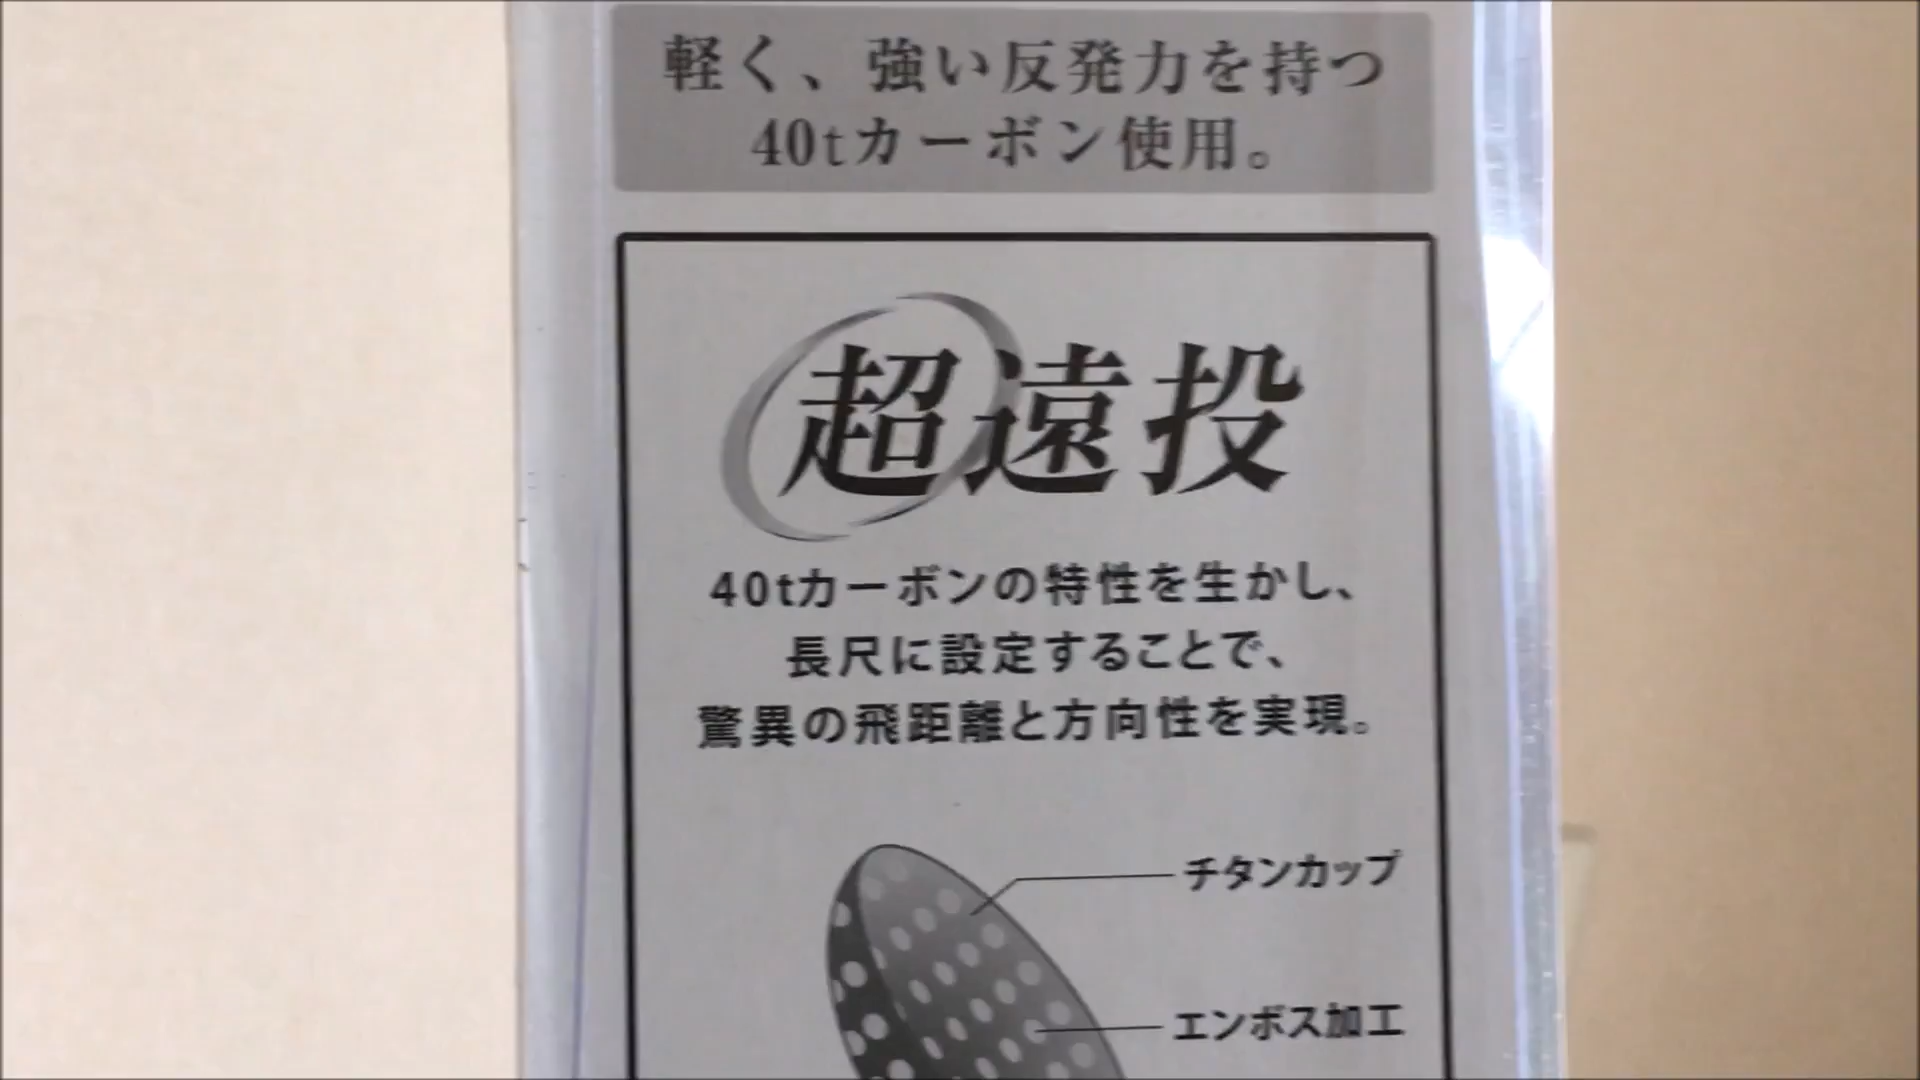 軽く、強い反発力を持つ
40tカーボン使用。
超遠投
40tカーボンの特性を生かし、
長尺に設定することで、
驚異の飛距離と方向性を実現。
チタンカップ
エンボス加工